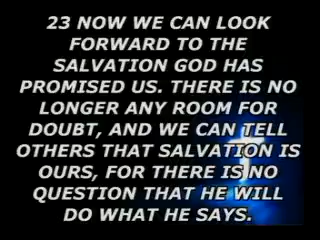 23 NOW WE CAN LOOK
FORWARD TO THE
SALVATION GOD HAS
PROMISED US. THERE IS NO
LONGER ANY ROOM FOR
DOUBT, AND WE CAN TELL
OTHERS THAT SALVATION IS
OURS, FOR THERE IS NO
QUESTION THAT HE WILL
DO WHAT HE SAYS.